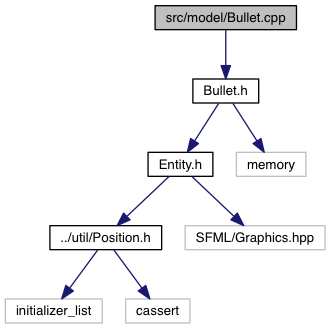 src/model/Bullet.cpp
Bullet.h
Entity.h
memory
../util/Position.h
SFML/Graphics.hpp
initializer_list
cassert